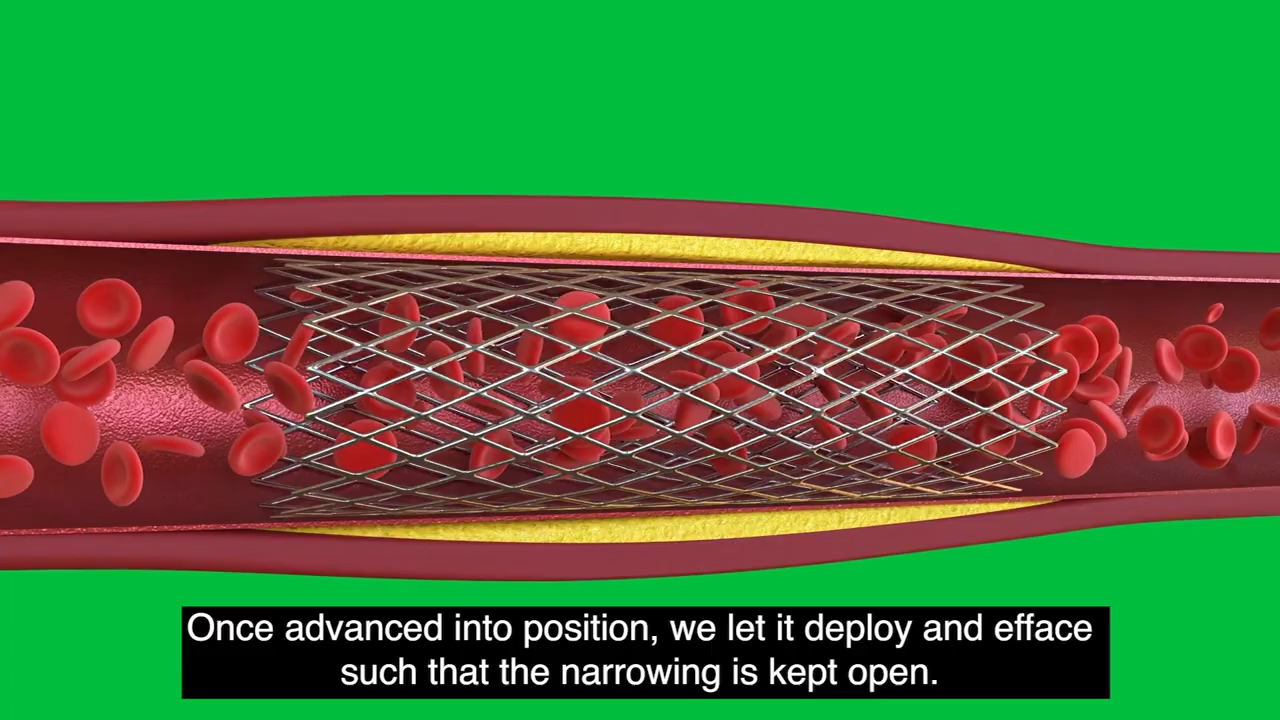 Once advanced into position, we let it deploy and efface
such that the narrowing is kept open.